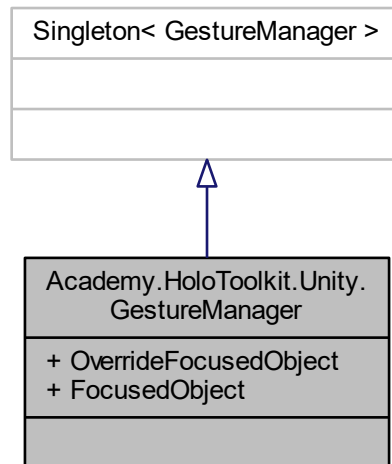 Singleton< GestureManager >
Academy.HoloToolkit.Unity.
GestureManager
+ OverrideFocusedObject
+ FocusedObject